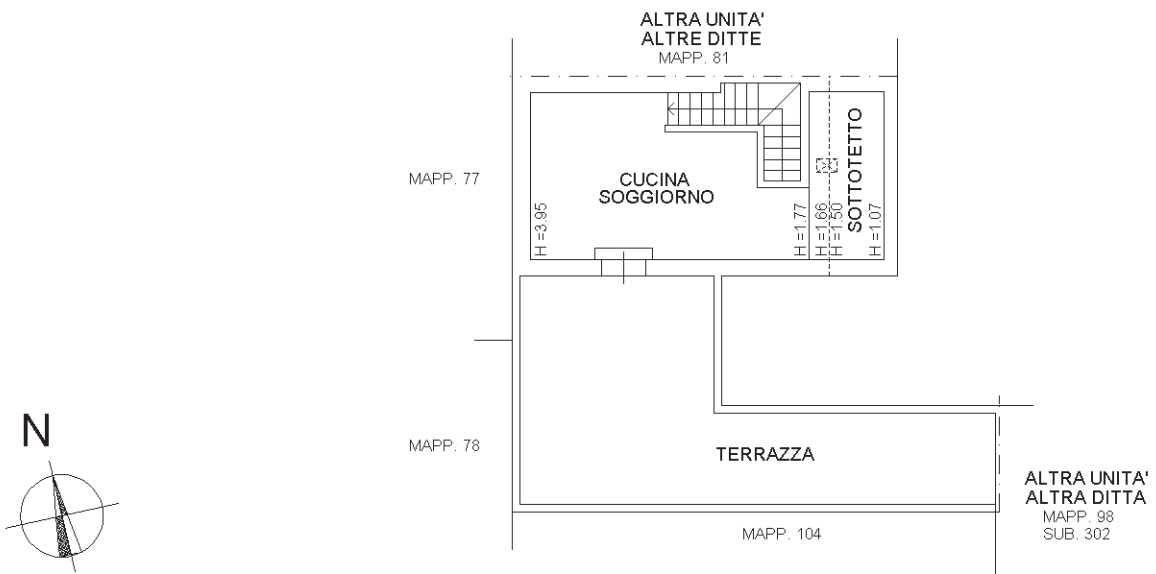 ALTRA UNITA'
ALTRE DITTE
MAPP. 81
MAPP. 77
CUCINA
SOGGIORNO
SOTTOTETTO
H =3.95
H =1.77
H =1.66
H =1.50
H =1.07
N
MAPP. 78
TERRAZZA
ALTRA UNITA'
ALTRA DITTA
MAPP. 98
SUB. 302
MAPP. 104